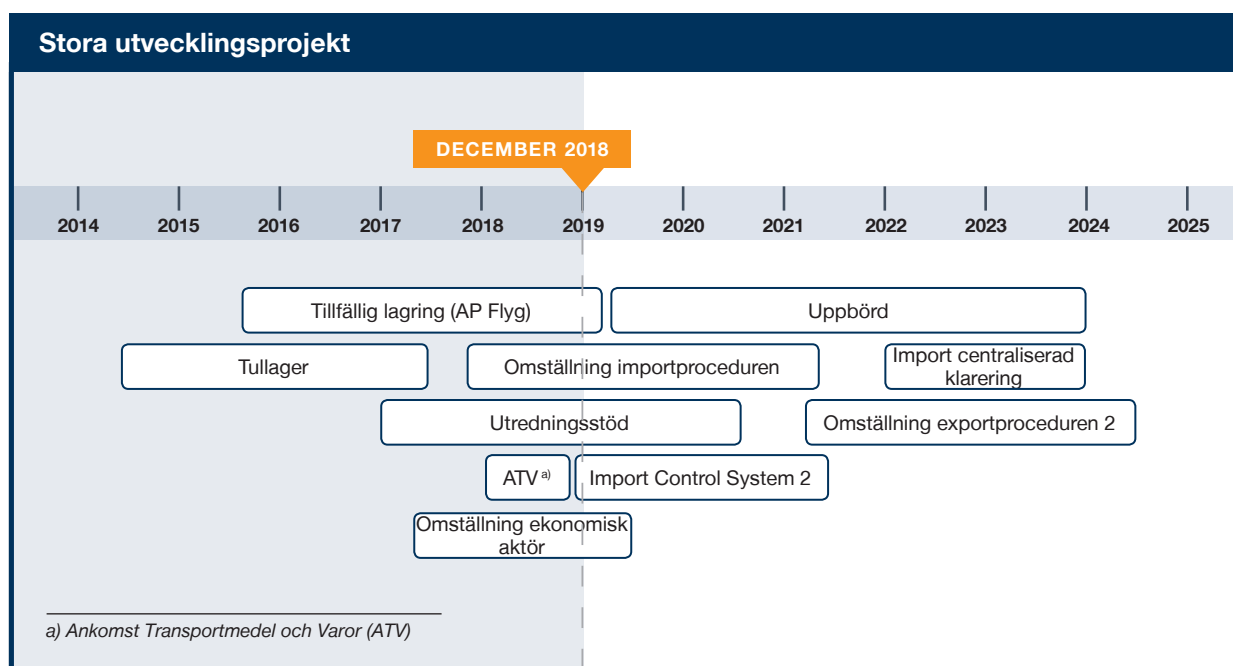 Stora utvecklingsprojekt
DECEMBER 2018
2014 2015 2016 2017 2018 2019 2020 2021 2022 2023 2024 2025
Tillfällig lagring (AP Flyg) Uppbörd
Tullager Omställning importproceduren Import centraliserad
klarering
Utredningsstöd Omställning exportproceduren 2
ATV a) Import Control System 2
Omställning ekonomisk
aktör
a) Ankomst Transportmedel och Varor (ATV)